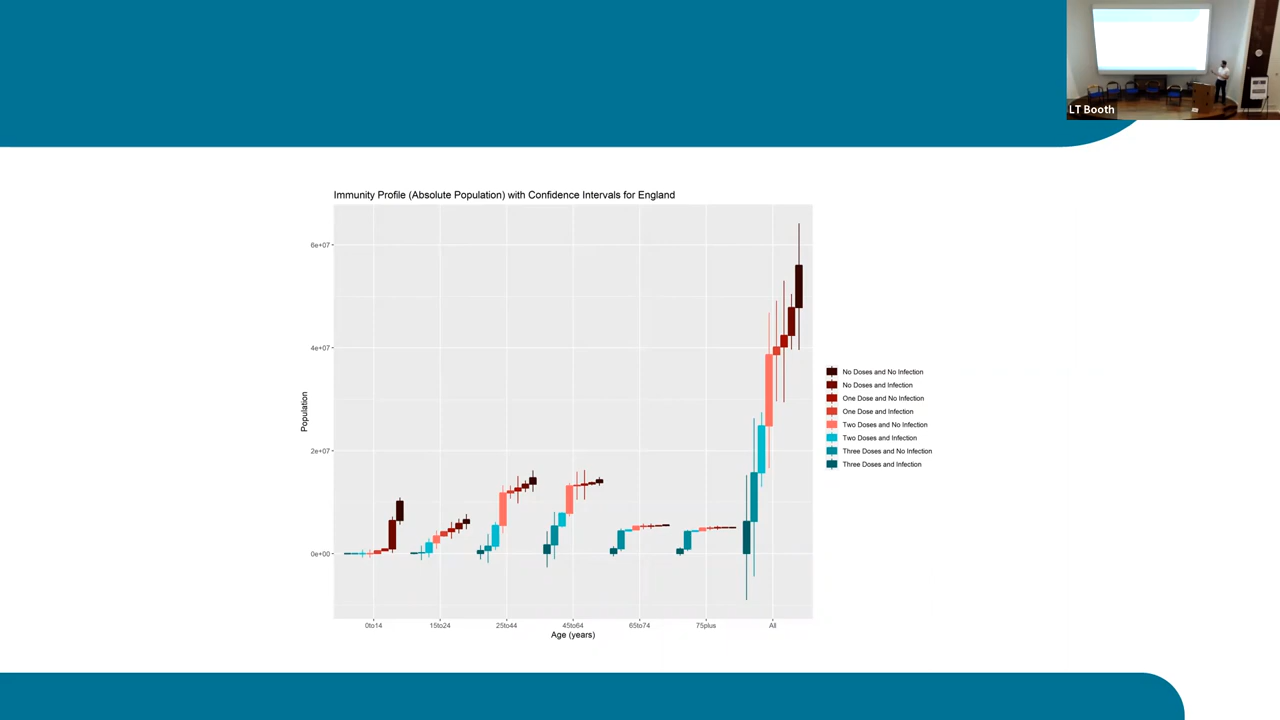 LT Booth
Immunity Profile (Absolute Population) with Confidence Intervals for England
6e+07
4e+07
2e+07
0e+00
Population
0to14
15to24
25to44
45to64
65to74
75plus
All
Age (years)
No Doses and No Infection
No Doses and Infection
One Dose and No Infection
One Dose and Infection
Two Doses and No Infection
Two Doses and Infection
Three Doses and No Infection
Three Doses and Infection